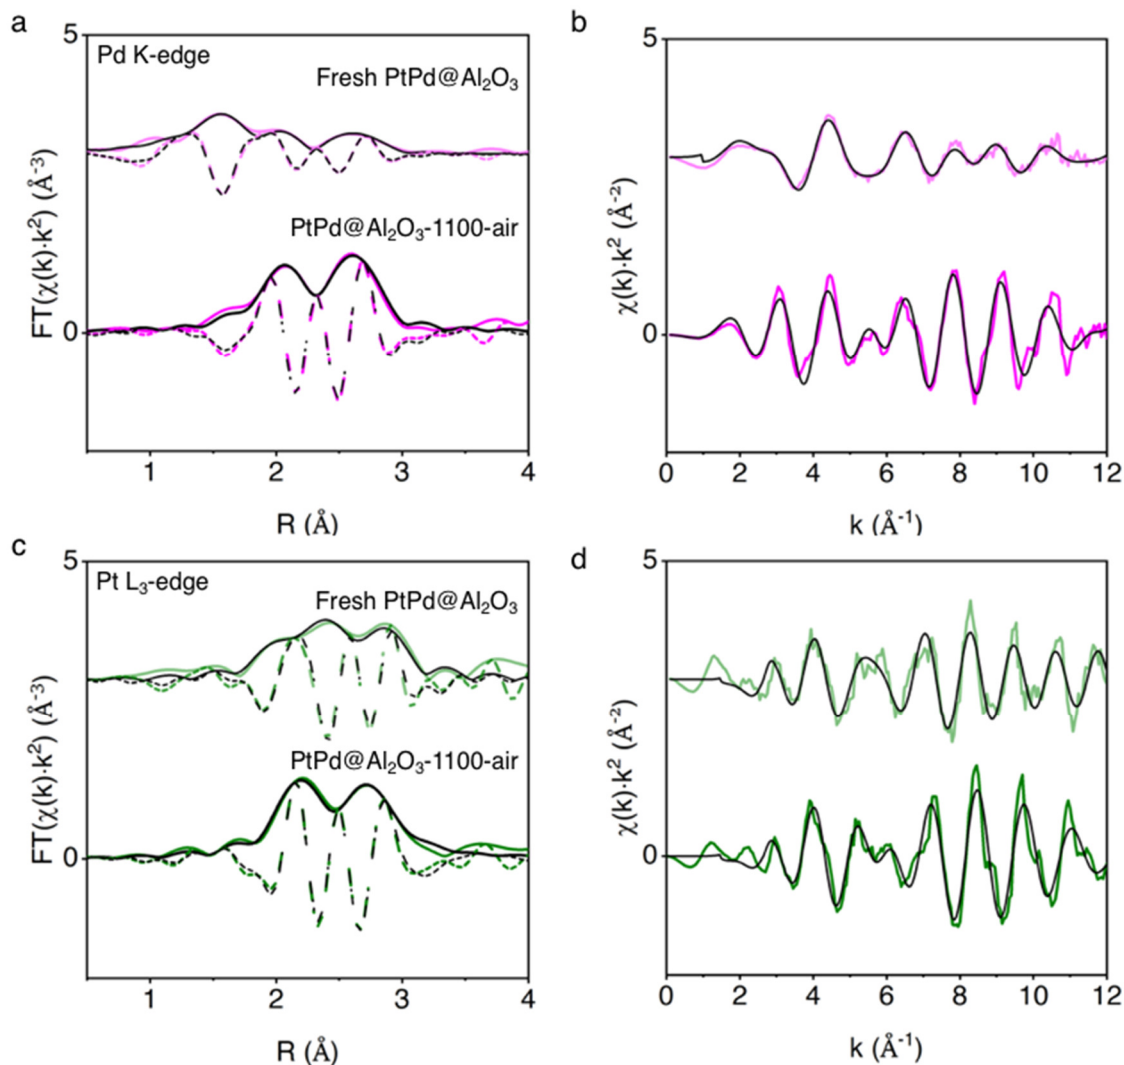 a
5
Pd K-edge
Fresh PtPd@Al₂O₃
PtPd@Al₂O₃-1100-air
0
FT(χ(k)·k²) (Å⁻³)
1 2 3 4
R (Å)
b
5
0
χ(k)·k² (Å⁻²)
0 2 4 6 8 10 12
k (Å⁻¹)
c
5
Pt L₃-edge
Fresh PtPd@Al₂O₃
PtPd@Al₂O₃-1100-air
0
FT(χ(k)·k²) (Å⁻³)
1 2 3 4
R (Å)
d
5
0
χ(k)·k² (Å⁻²)
0 2 4 6 8 10 12
k (Å⁻¹)